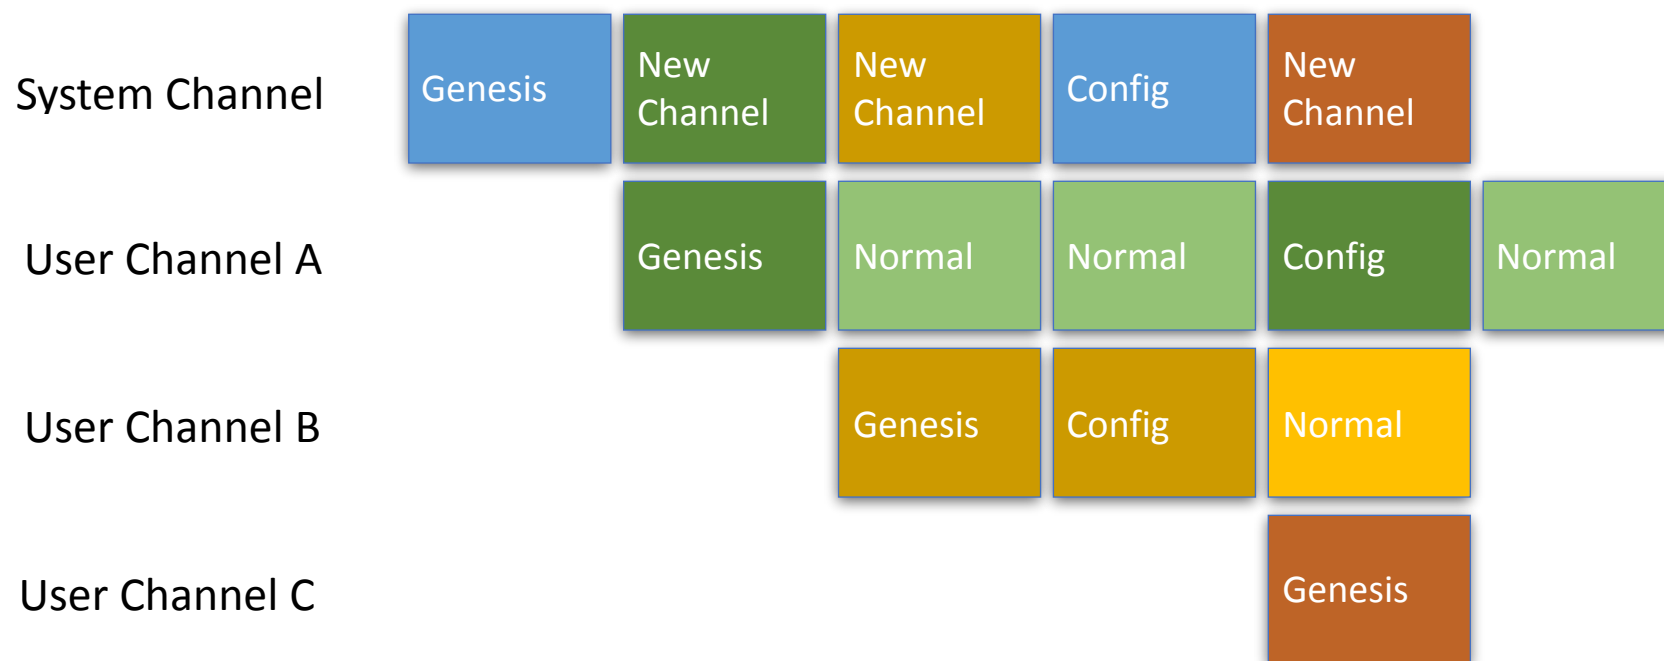 System Channel
Genesis
New
Channel
New
Channel
Config
New
Channel
User Channel A
Genesis
Normal
Normal
Config
Normal
User Channel B
Genesis
Config
Normal
User Channel C
Genesis